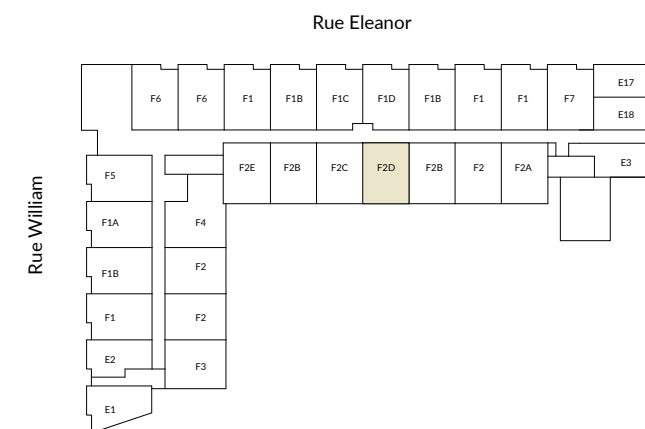 Rue Eleanor
F6 F6 F1 F1B F1C F1D F1B F1 F1 F7 E17
E18
F2E F2B F2C F2D F2B F2 F2A E3
F5
Rue William
F1A F4
F1B F2
F1 F2
E2 F3
E1